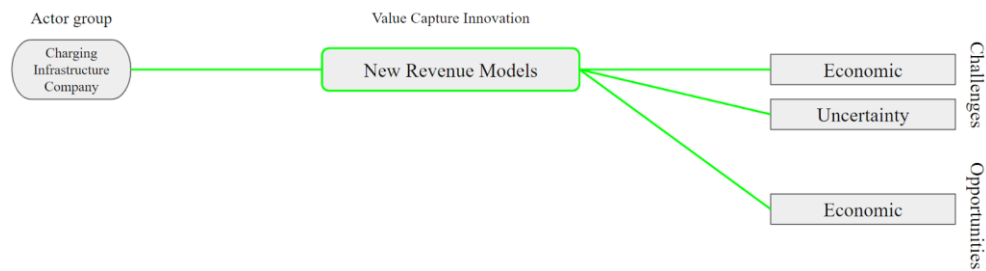 Actor group
Value Capture Innovation
Charging
Infrastructure
Company
New Revenue Models
Economic
Uncertainty
Challenges
Economic
Opportunities